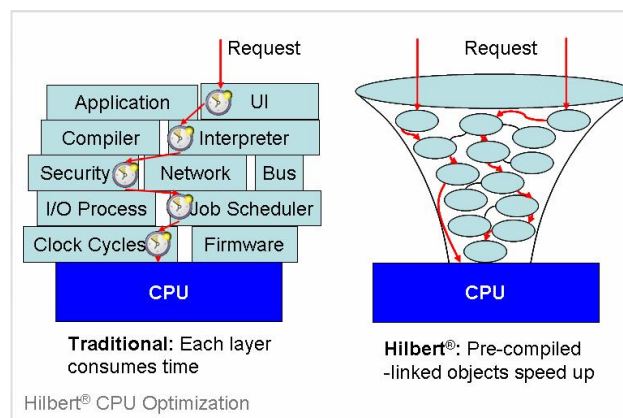 Request
Application
UI
Compiler
Interpreter
Security
Network
Bus
I/O Process
Job Scheduler
Clock Cycles
Firmware
CPU
Traditional: Each layer
consumes time
Request
CPU
Hilbert®: Pre-compiled
-linked objects speed up
Hilbert® CPU Optimization